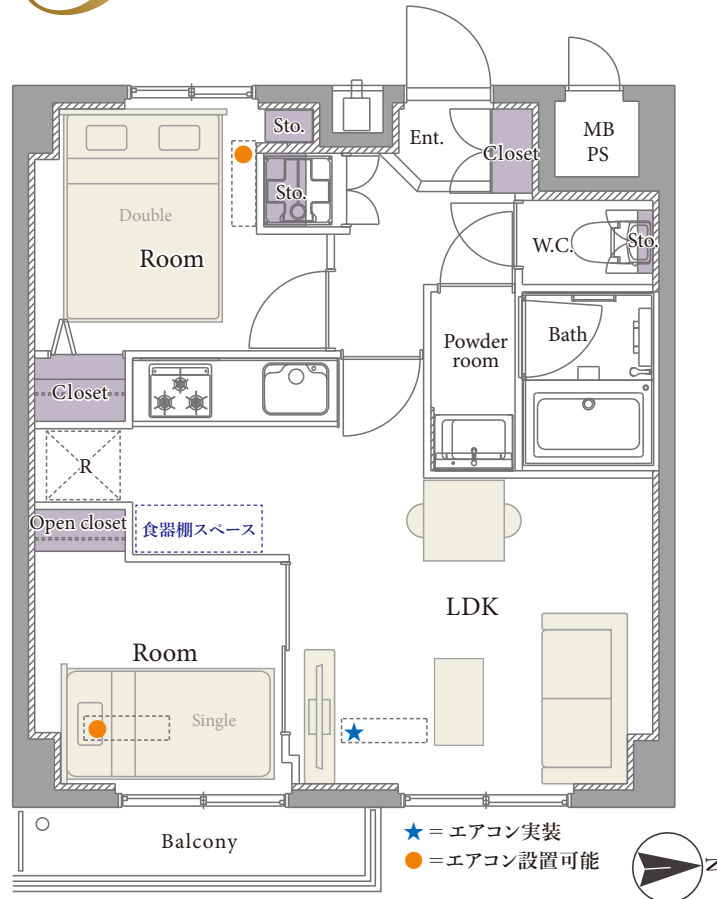 Sto.
Ent.
Closet
MB
PS
Sto.
Double
Room
W.C.
Sto.
Powder
room
Bath
Closet
R
Open closet
食器棚スペース
LDK
Room
Single
Balcony
★=エアコン実装
●=エアコン設置可能
N